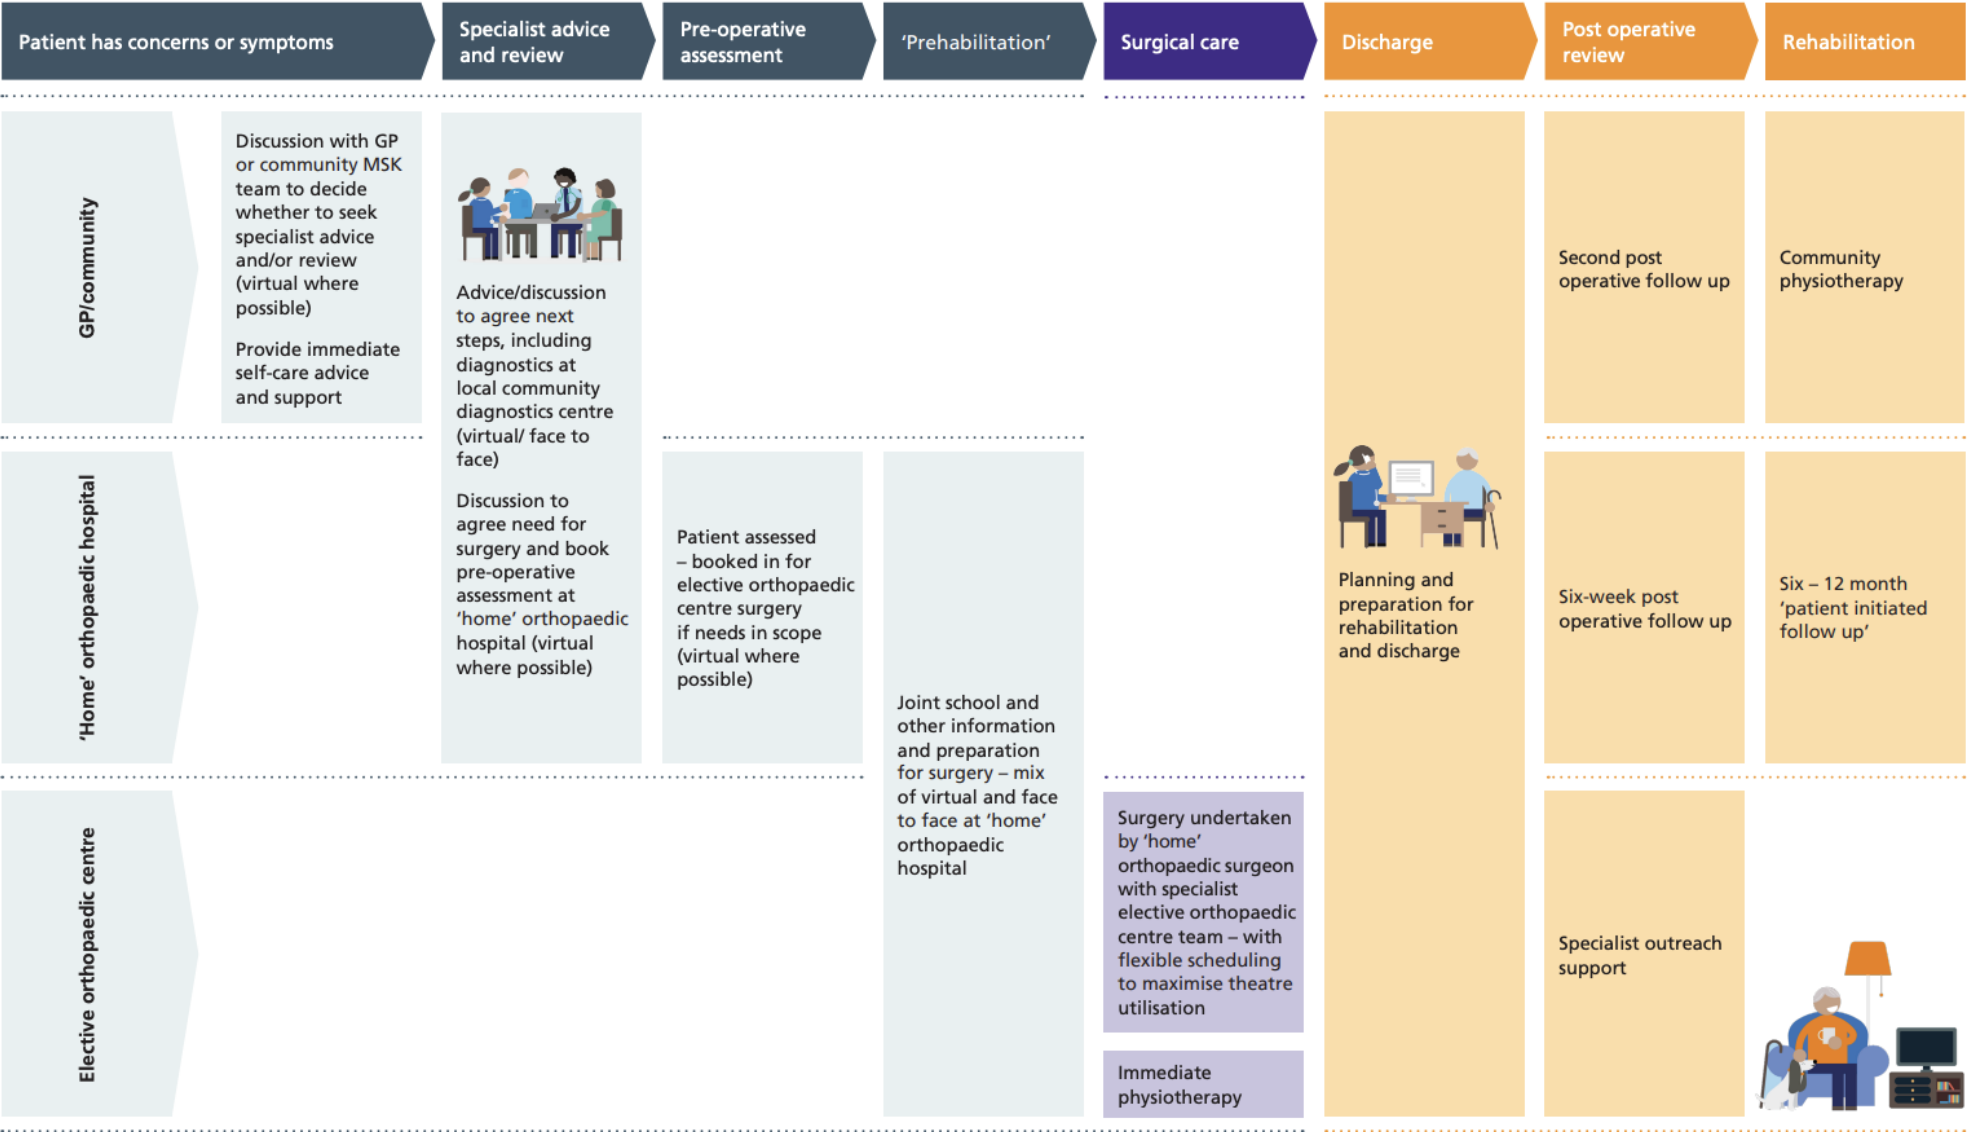 Patient has concerns or symptoms
Specialist advice
and review
Pre-operative
assessment
‘Prehabilitation’
Surgical care
Discharge
Post operative
review
Rehabilitation
GP/community
Discussion with GP
or community MSK
team to decide
whether to seek
specialist advice
and/or review
(virtual where
possible)
Provide immediate
self-care advice
and support
Advice/discussion
to agree next
steps, including
diagnostics at
local community
diagnostics centre
(virtual/ face to
face)
Discussion to
agree need for
surgery and book
pre-operative
assessment at
‘home’ orthopaedic
hospital (virtual
where possible)
Second post
operative follow up
Community
physiotherapy
‘Home’ orthopaedic hospital
Patient assessed
– booked in for
elective orthopaedic
centre surgery
if needs in scope
(virtual where
possible)
Joint school and
other information
and preparation
for surgery – mix
of virtual and face
to face at ‘home’
orthopaedic
hospital
Planning and
preparation for
rehabilitation
and discharge
Six-week post
operative follow up
Six – 12 month
‘patient initiated
follow up’
Elective orthopaedic centre
Surgery undertaken
by ‘home’
orthopaedic surgeon
with specialist
elective orthopaedic
centre team – with
flexible scheduling
to maximise theatre
utilisation
Immediate
physiotherapy
Specialist outreach
support